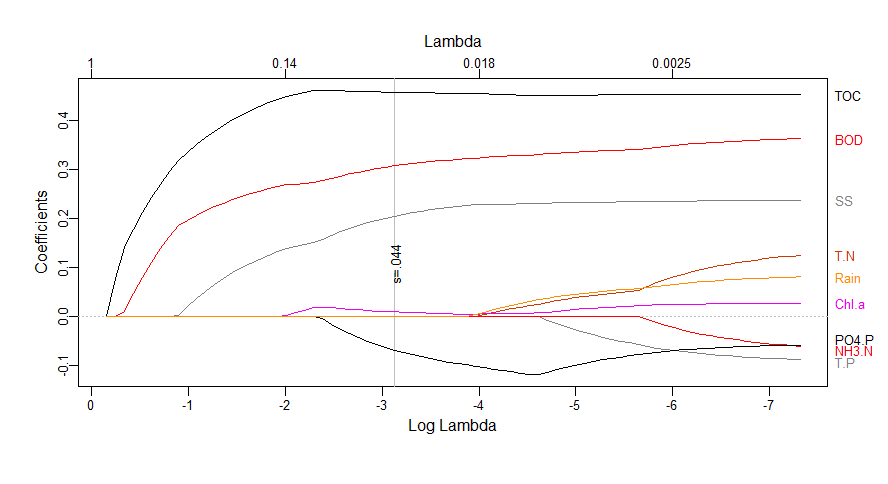 Lambda
1 0.14 0.018 0.0025
Coefficients
0.4
0.3
0.2
0.1
0.0
-0.1
s=.044
TOC
BOD
SS
T.N
Rain
Chl.a
PO4.P
NH3.N
T.P
0 -1 -2 -3 -4 -5 -6 -7
Log Lambda